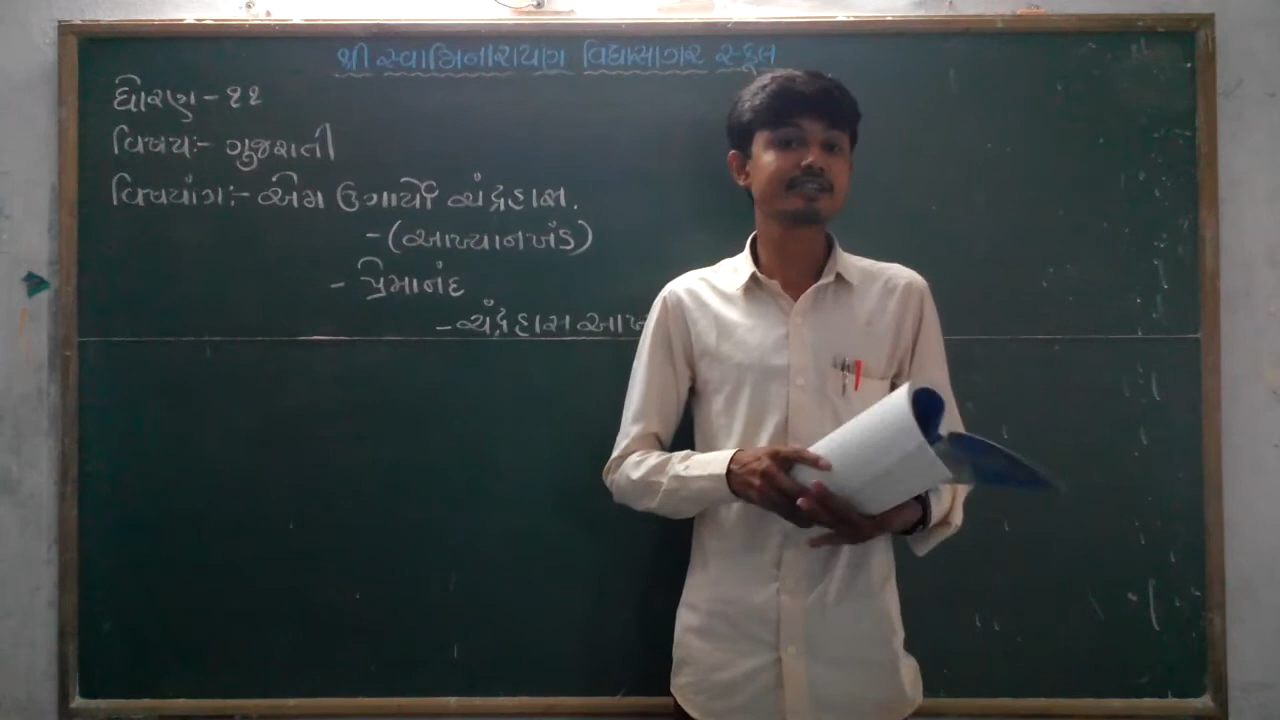 શ્રી સ્વામિનારાયણ વિદ્યાસાગર સ્કૂલ
ધોરણ - ૧૧
વિષય:- ગુજરાતી
વિષયાંગ:- એમ ઉગાર્યો ચંદ્રહાસ.
- (આખ્યાનખંડ)
- પ્રેમાનંદ
- ચંદ્રહાસ